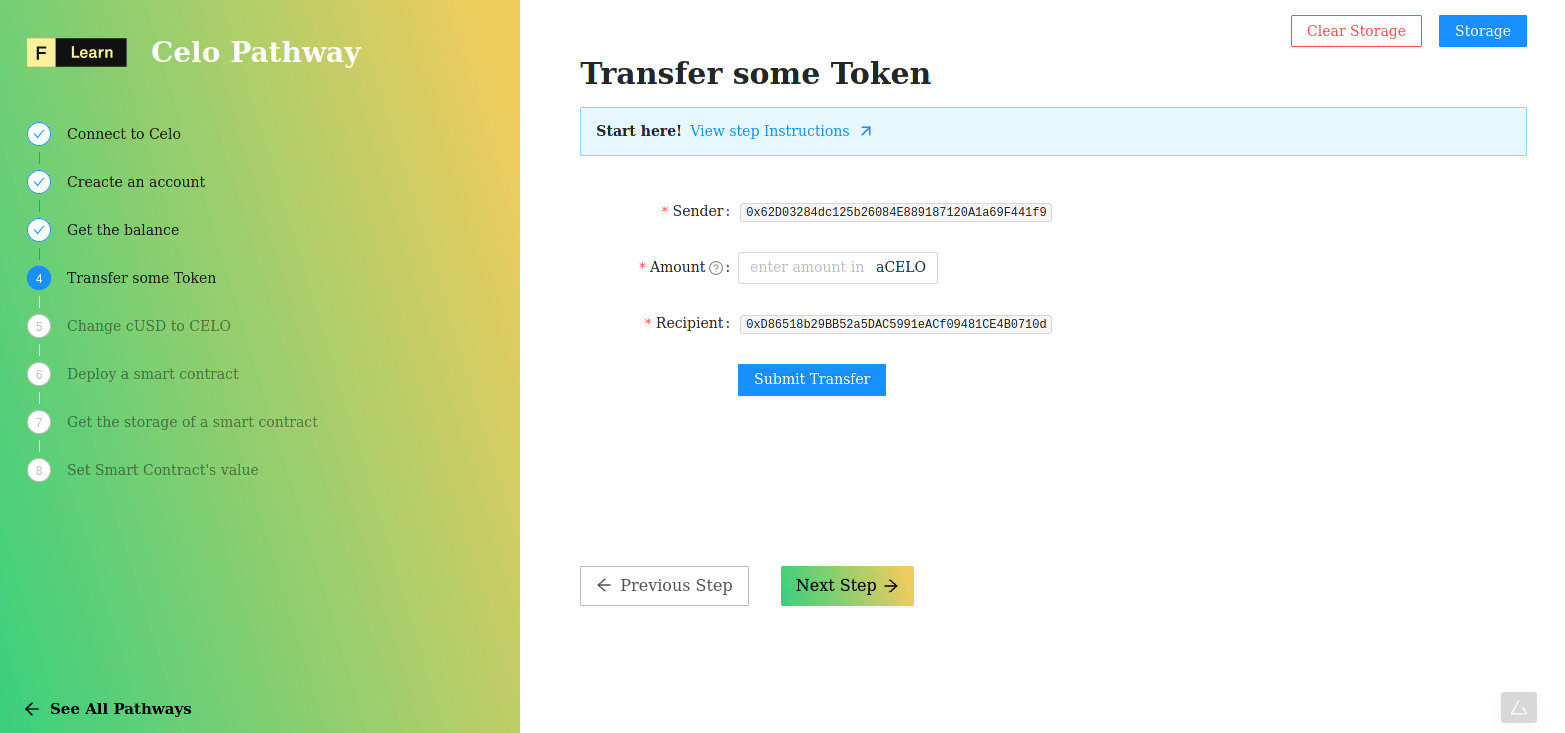 F Learn Celo Pathway
Connect to Celo
Creacte an account
Get the balance
4 Transfer some Token
5 Change cUSD to CELO
6 Deploy a smart contract
7 Get the storage of a smart contract
8 Set Smart Contract's value
See All Pathways
Clear Storage Storage
Transfer some Token
Start here! View step Instructions
* Sender : 0x62D03284dc125b26084E889187120A1a69F441f9
* Amount ? : enter amount in aCELO
* Recipient : 0xD86518b29BB52a5DAC5991eACf09481CE4B0710d
Submit Transfer
Previous Step Next Step